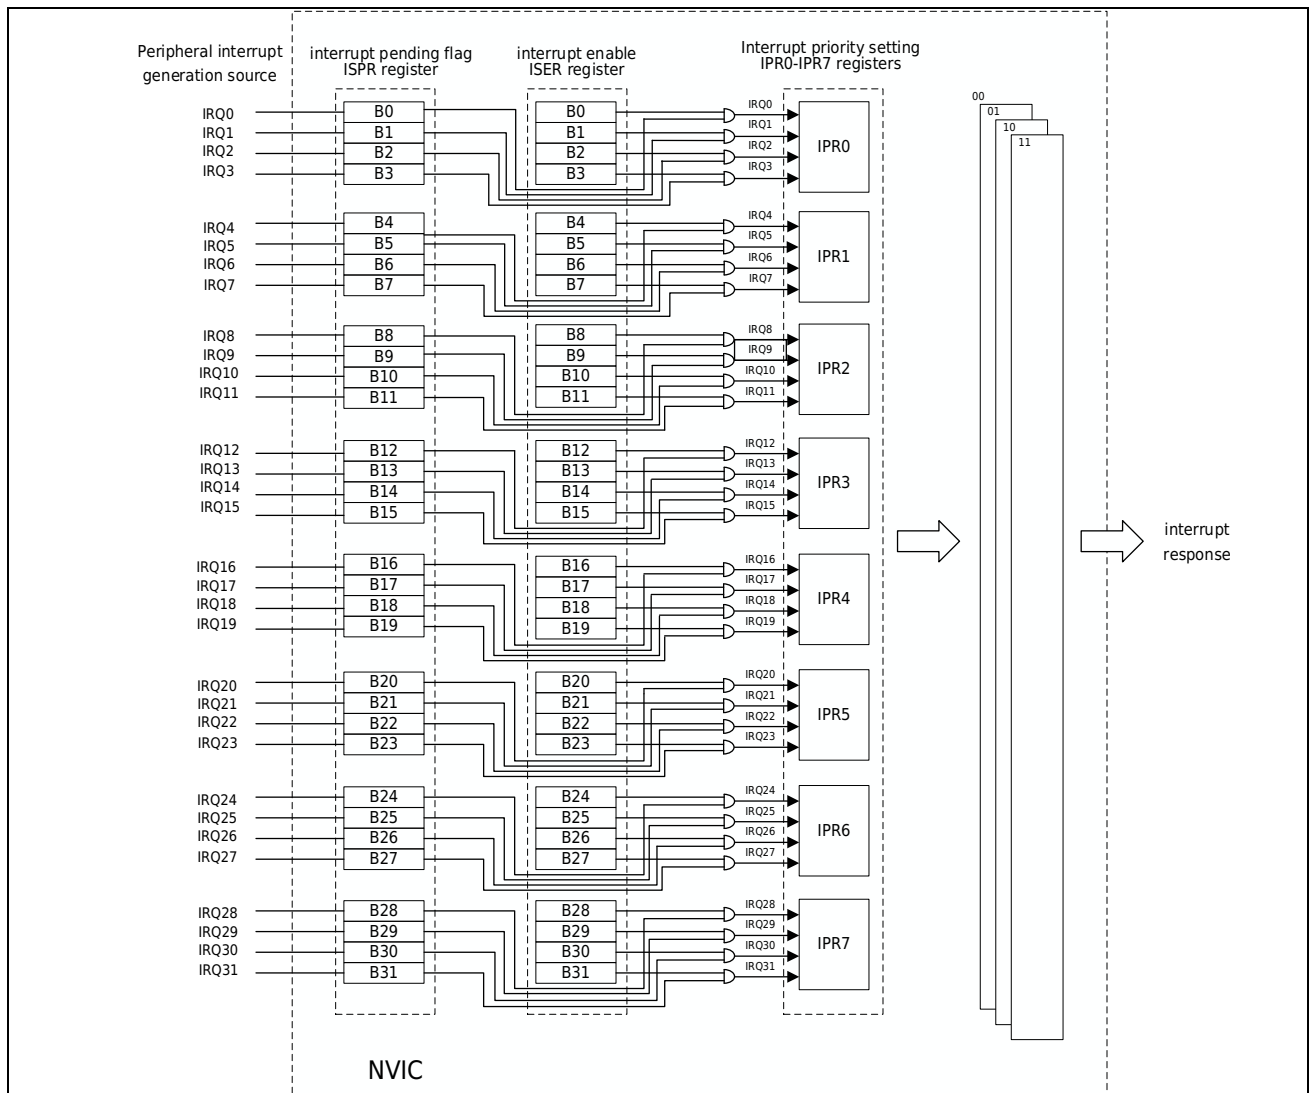 Peripheral interrupt
generation source
interrupt pending flag
ISPR register
interrupt enable
ISER register
Interrupt priority setting
IPR0-IPR7 registers
00
01
10
11
IRQ0
IRQ1
IRQ2
IRQ3
B0
B1
B2
B3
B0
B1
B2
B3
IRQ0
IRQ1
IRQ2
IRQ3
IPR0
IRQ4
IRQ5
IRQ6
IRQ7
B4
B5
B6
B7
B4
B5
B6
B7
IRQ4
IRQ5
IRQ6
IRQ7
IPR1
IRQ8
IRQ9
IRQ10
IRQ11
B8
B9
B10
B11
B8
B9
B10
B11
IRQ8
IRQ9
IRQ10
IRQ11
IPR2
IRQ12
IRQ13
IRQ14
IRQ15
B12
B13
B14
B15
B12
B13
B14
B15
IRQ12
IRQ13
IRQ14
IRQ15
IPR3
interrupt
response
IRQ16
IRQ17
IRQ18
IRQ19
B16
B17
B18
B19
B16
B17
B18
B19
IRQ16
IRQ17
IRQ18
IRQ19
IPR4
IRQ20
IRQ21
IRQ22
IRQ23
B20
B21
B22
B23
B20
B21
B22
B23
IRQ20
IRQ21
IRQ22
IRQ23
IPR5
IRQ24
IRQ25
IRQ26
IRQ27
B24
B25
B26
B27
B24
B25
B26
B27
IRQ24
IRQ25
IRQ26
IRQ27
IPR6
IRQ28
IRQ29
IRQ30
IRQ31
B28
B29
B30
B31
B28
B29
B30
B31
IRQ28
IRQ29
IRQ30
IRQ31
IPR7
NVIC